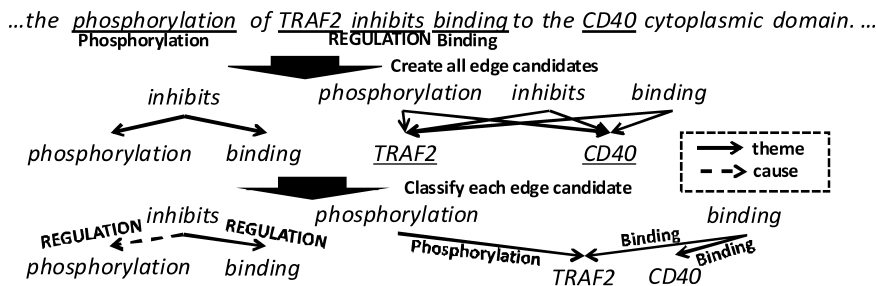 ...the phosphorylation of TRAF2 inhibits binding to the CD40 cytoplasmic domain. ...
Phosphorylation REGULATION Binding
Create all edge candidates
inhibits phosphorylation inhibits binding
phosphorylation binding TRAF2 CD40
theme
cause
Classify each edge candidate
inhibits phosphorylation binding
REGULATION REGULATION Phosphorylation Binding Binding
phosphorylation binding TRAF2 CD40